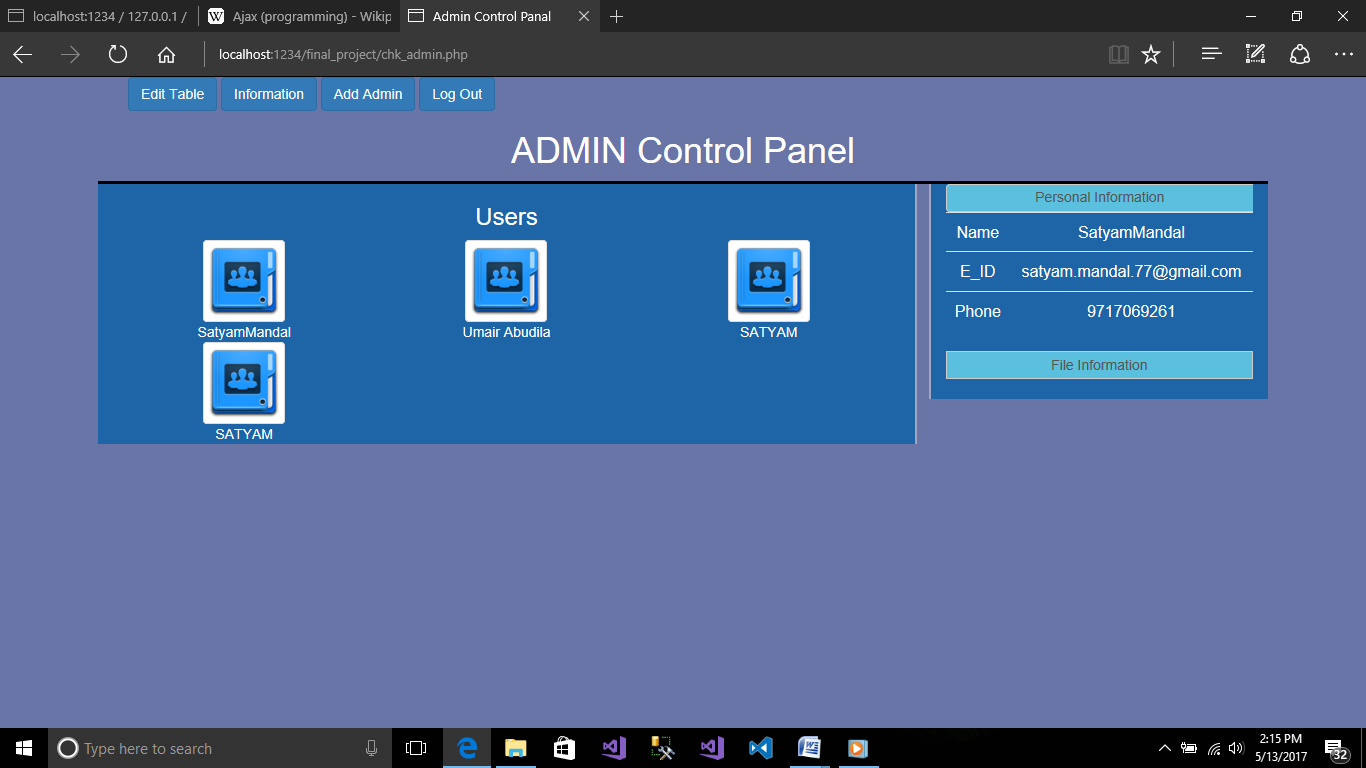 localhost:1234 / 127.0.0.1 /
W Ajax (programming) - Wikip
Admin Control Panal
localhost:1234/final_project/chk_admin.php
Edit Table Information Add Admin Log Out
ADMIN Control Panel
Users
SatyamMandal
Umair Abudila
SATYAM
SATYAM
Personal Information
Name SatyamMandal
E_ID satyam.mandal.77@gmail.com
Phone 9717069261
File Information
Type here to search
2:15 PM
5/13/2017
32